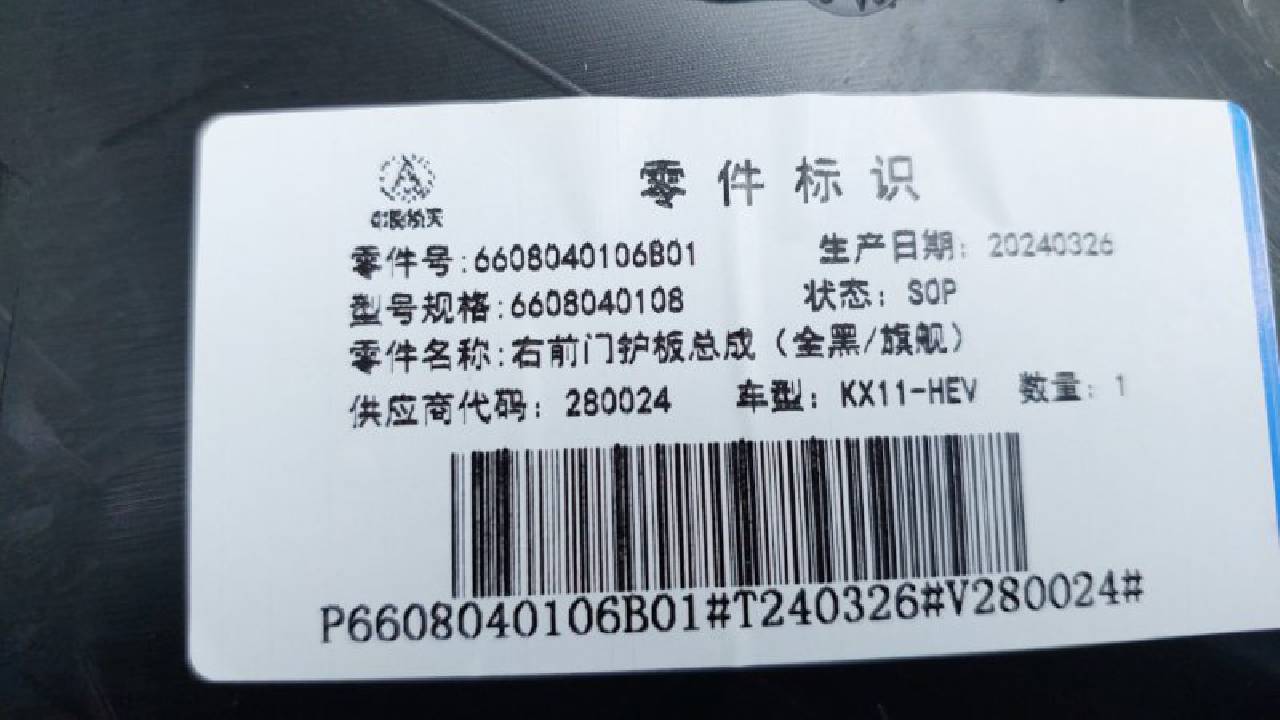 零件标识
零件号:6608040106B01 生产日期: 20240326
型号规格:6608040108 状态: SOP
零件名称:右前门护板总成 (全黑/旗舰)
供应商代码: 280024 车型: KX11-HEV 数量: 1
P6608040106B01#T240326#V280024#